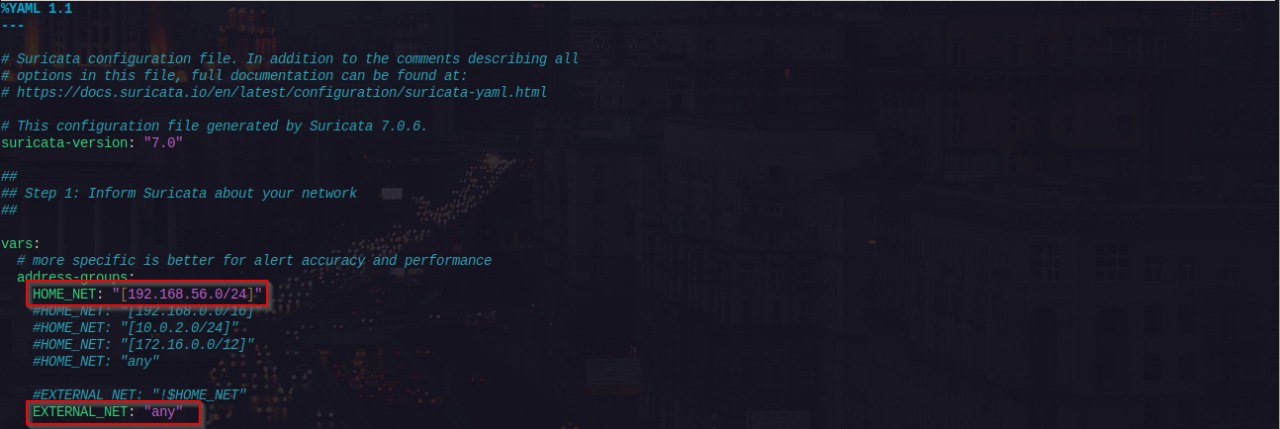 %YAML 1.1
---
# Suricata configuration file. In addition to the comments describing all
# options in this file, full documentation can be found at:
# https://docs.suricata.io/en/latest/configuration/suricata-yaml.html
# This configuration file generated by Suricata 7.0.6.
suricata-version: "7.0"
##
## Step 1: Inform Suricata about your network
##
vars:
# more specific is better for alert accuracy and performance
address-groups:
HOME_NET: "[192.168.56.0/24]"
#HOME_NET: "[192.168.0.0/16]"
#HOME_NET: "[10.0.2.0/24]"
#HOME_NET: "[172.16.0.0/12]"
#HOME_NET: "any"
#EXTERNAL_NET: "!$HOME_NET"
EXTERNAL_NET: "any"